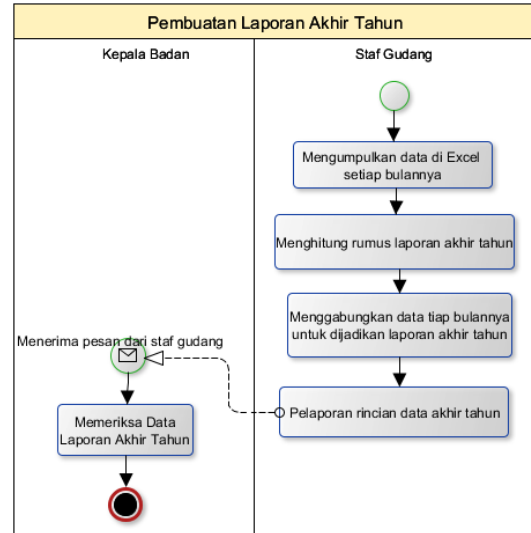 Pembuatan Laporan Akhir Tahun
Kepala Badan
Staf Gudang
Mengumpulkan data di Excel
setiap bulannya
Menghitung rumus laporan akhir tahun
Menggabungkan data tiap bulannya
untuk dijadikan laporan akhir tahun
Menerima pesan dari staf gudang
Pelaporan rincian data akhir tahun
Memeriksa Data
Laporan Akhir Tahun